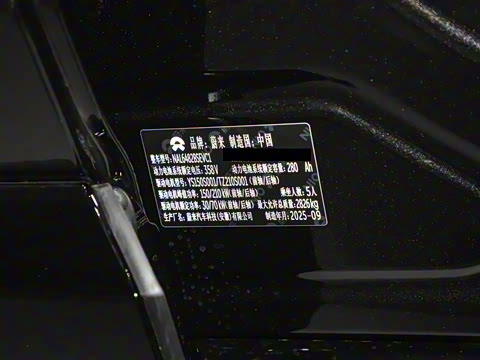 品牌：蔚来 制造国：中国
整车型号：NAL6482BSEVC1
动力电池系统额定电压：358V 动力电池系统额定容量：280 Ah
驱动电机型号：YS150S001/TZ210S001（前轴/后轴）
驱动电机峰值功率：150/210kW（前轴/后轴） 乘坐人数：5人
驱动电机额定功率：30/70kW（前轴/后轴） 最大允许总质量：2826kg
生产厂名：蔚来汽车科技（安徽）有限公司 制造年月：2025-09